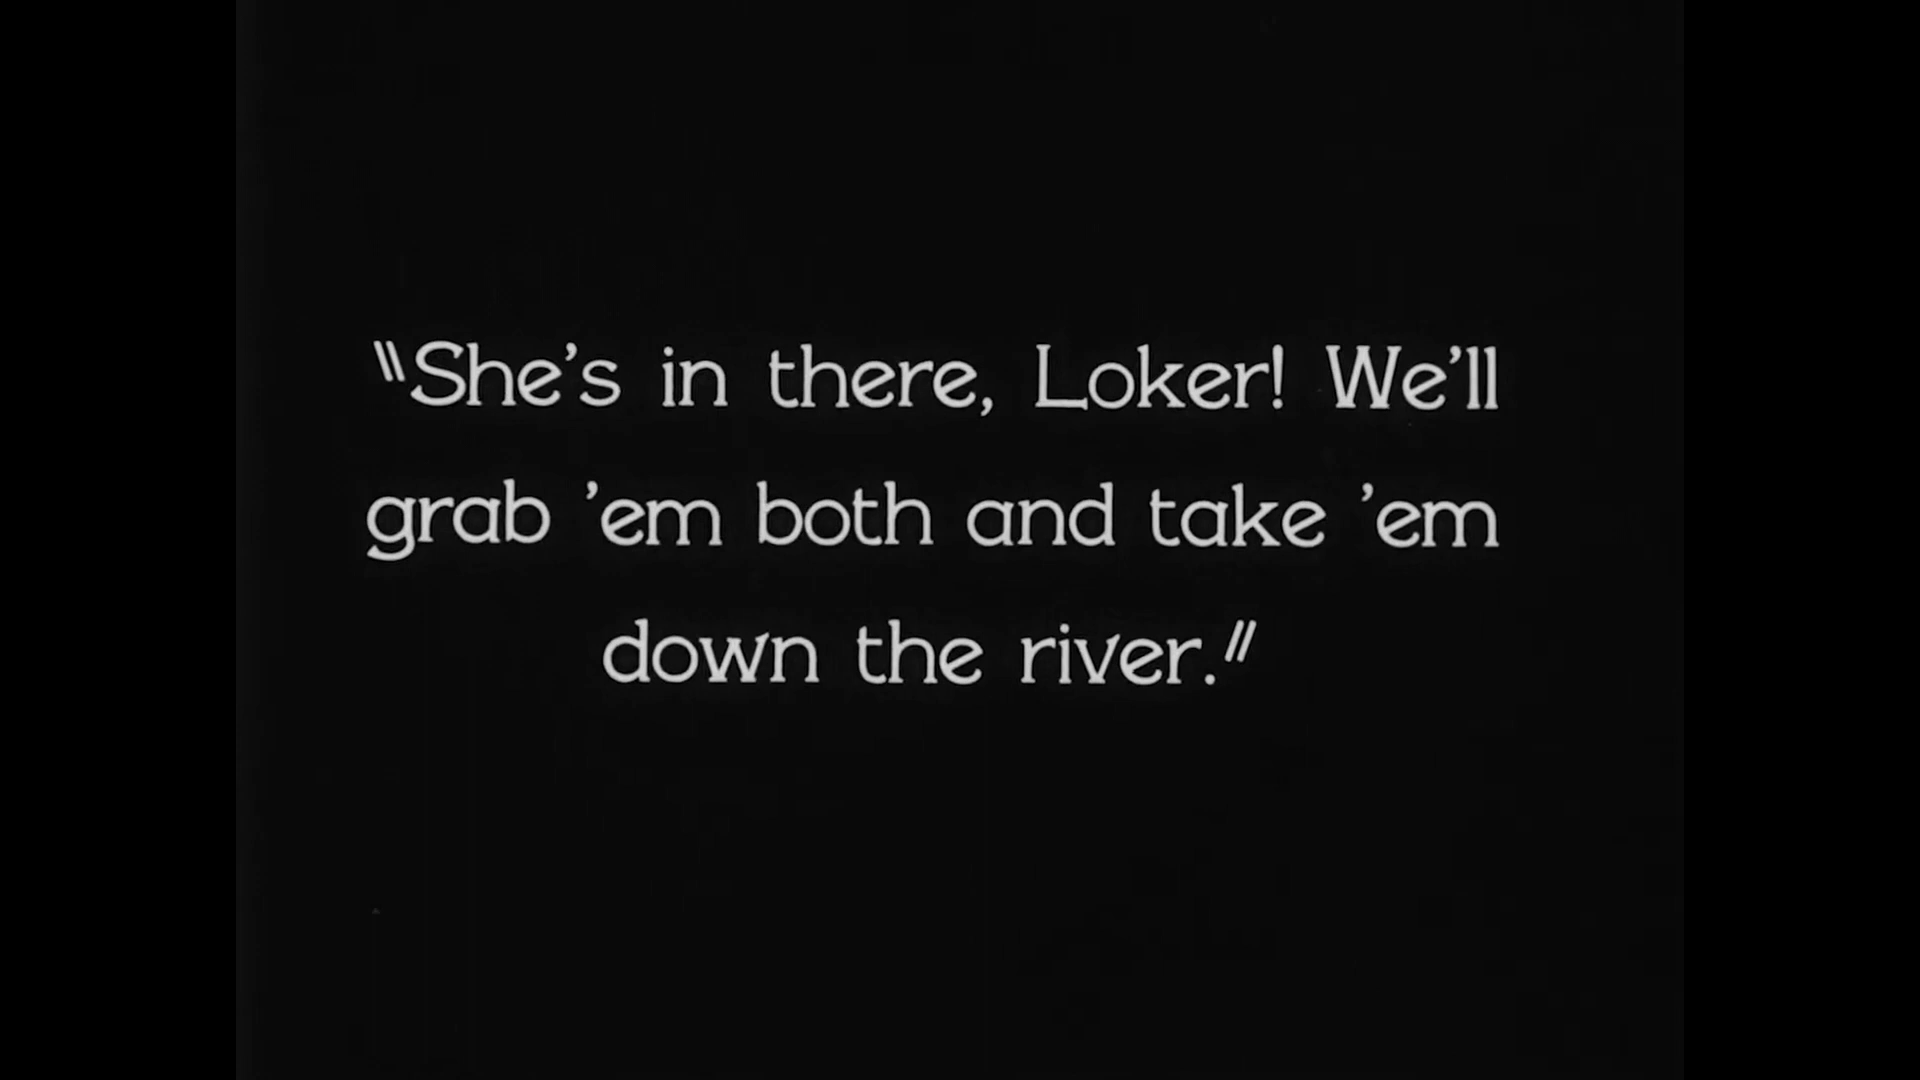 "She's in there, Loker! We'll
grab 'em both and take 'em
down the river."